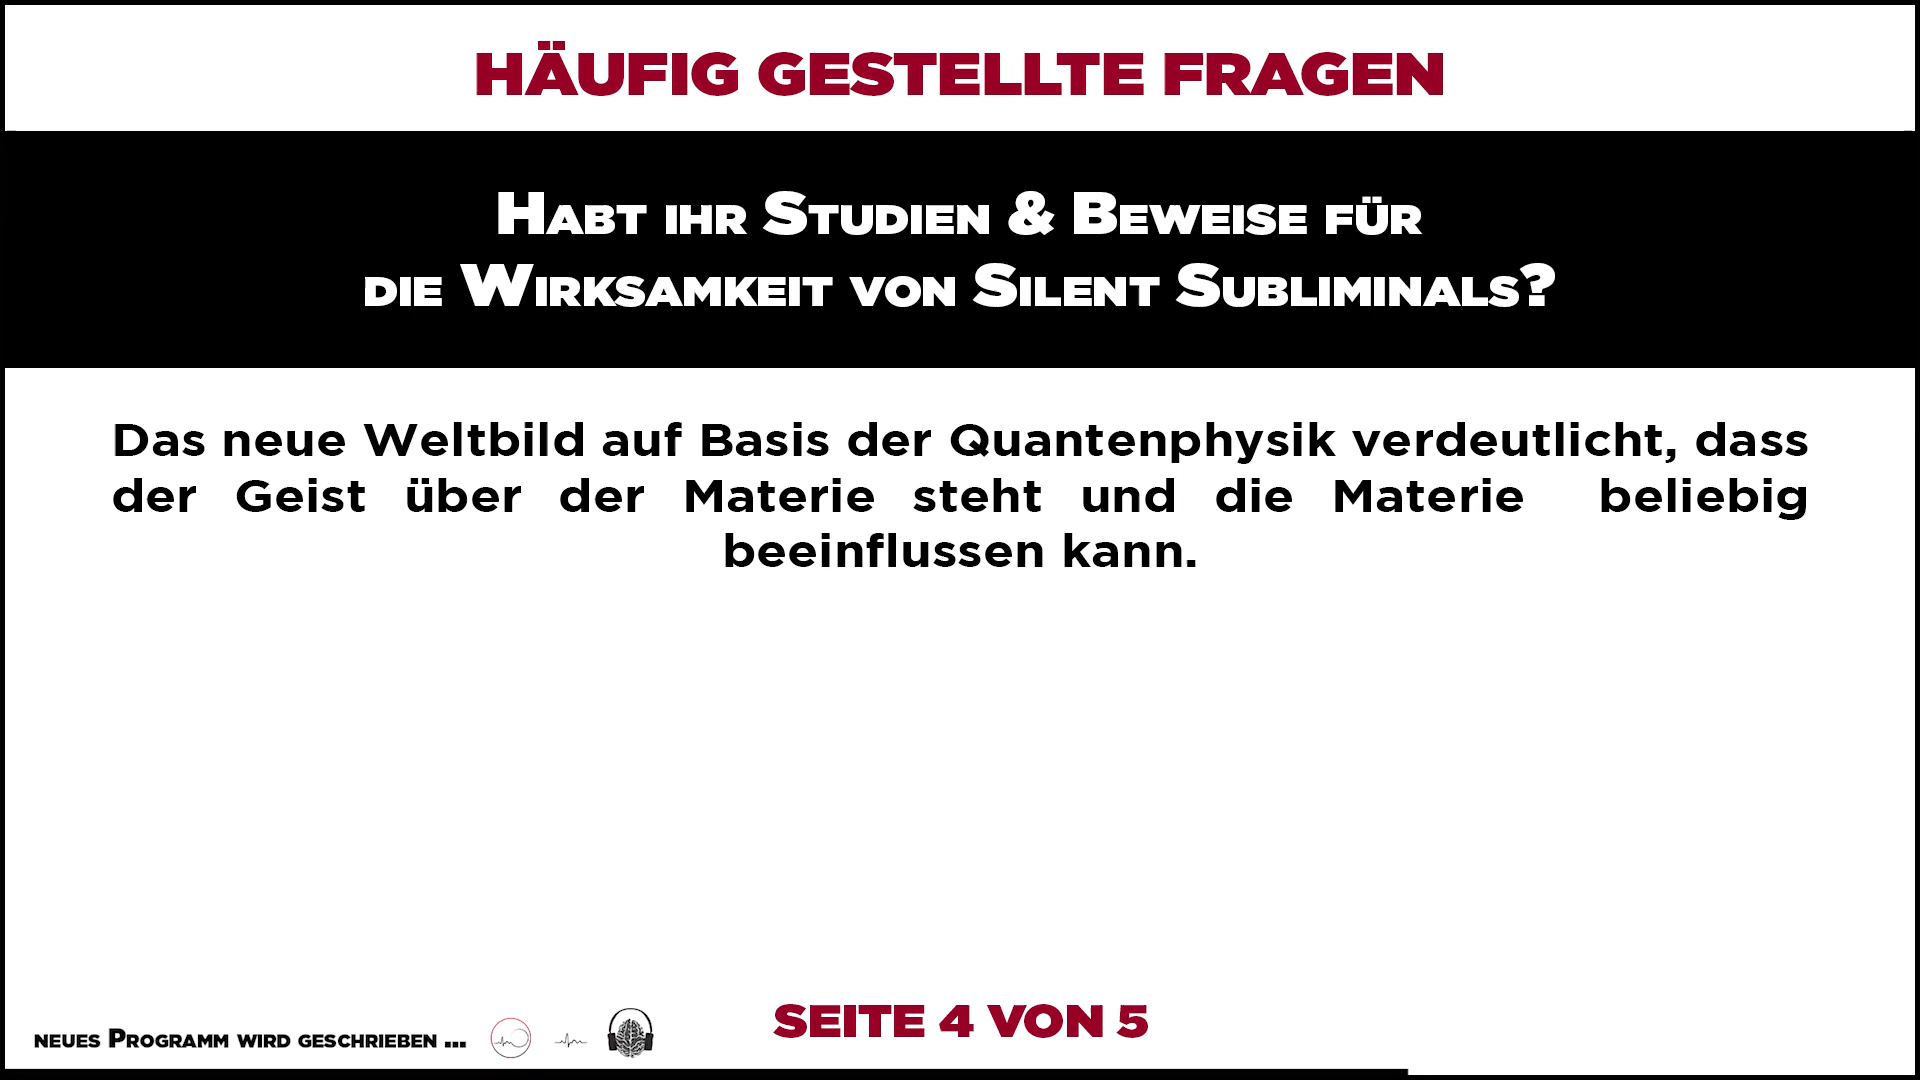 HÄUFIG GESTELLTE FRAGEN
Habt ihr Studien & Beweise für
die Wirksamkeit von Silent Subliminals?
Das neue Weltbild auf Basis der Quantenphysik verdeutlicht, dass
der Geist über der Materie steht und die Materie beliebig
beeinflussen kann.
neues Programm wird geschrieben ...
SEITE 4 VON 5